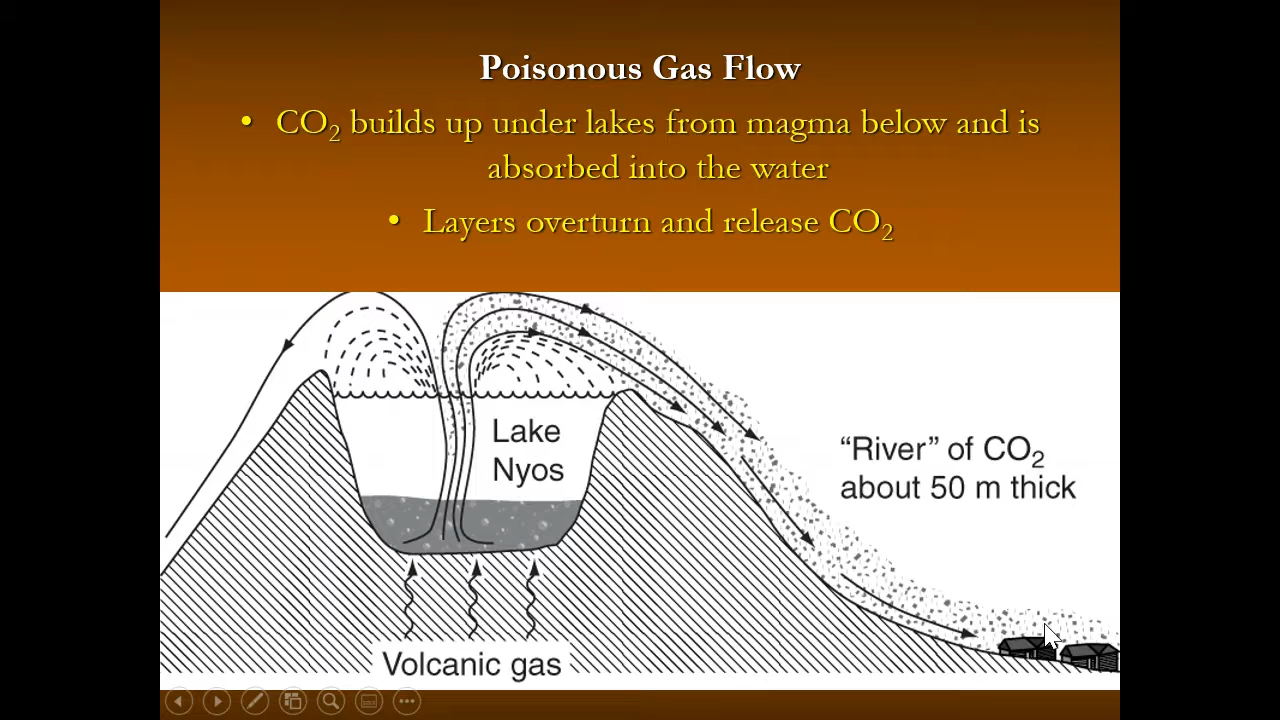 Poisonous Gas Flow
• CO₂ builds up under lakes from magma below and is
absorbed into the water
• Layers overturn and release CO₂
Lake
Nyos
“River” of CO₂
about 50 m thick
Volcanic gas